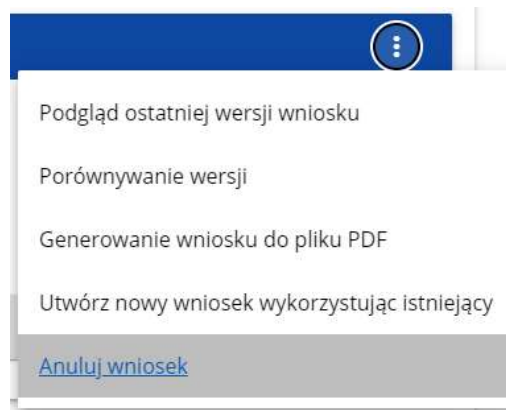 Podgląd ostatniej wersji wniosku
Porównywanie wersji
Generowanie wniosku do pliku PDF
Utwórz nowy wniosek wykorzystując istniejący
Anuluj wniosek